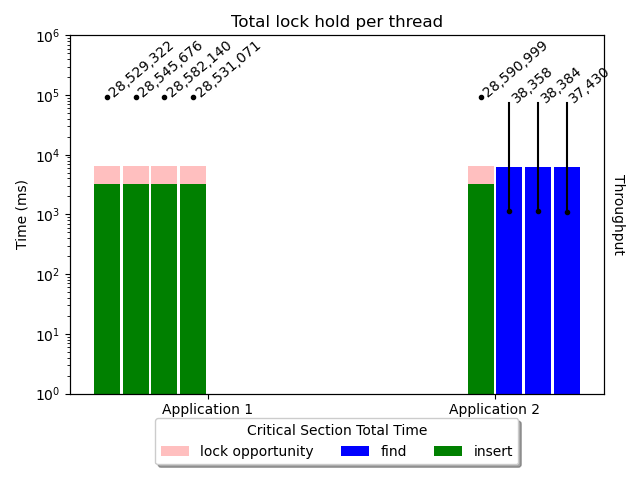 Total lock hold per thread
10^6
10^5
10^4
10^3
10^2
10^1
10^0
Time (ms)
28,529,322
28,545,676
28,582,140
28,531,071
28,590,999
38,358
38,384
37,430
Throughput
Application 1
Application 2
Critical Section Total Time
lock opportunity
find
insert